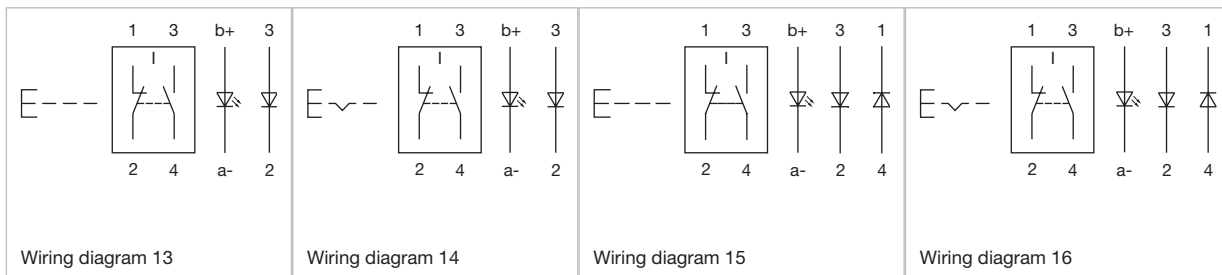 1 3 b+ 3
I
2 4 a- 2
Wiring diagram 13
1 3 b+ 3
I
2 4 a- 2
Wiring diagram 14
1 3 b+ 3 1
I
2 4 a- 2 4
Wiring diagram 15
1 3 b+ 3 1
I
2 4 a- 2 4
Wiring diagram 16